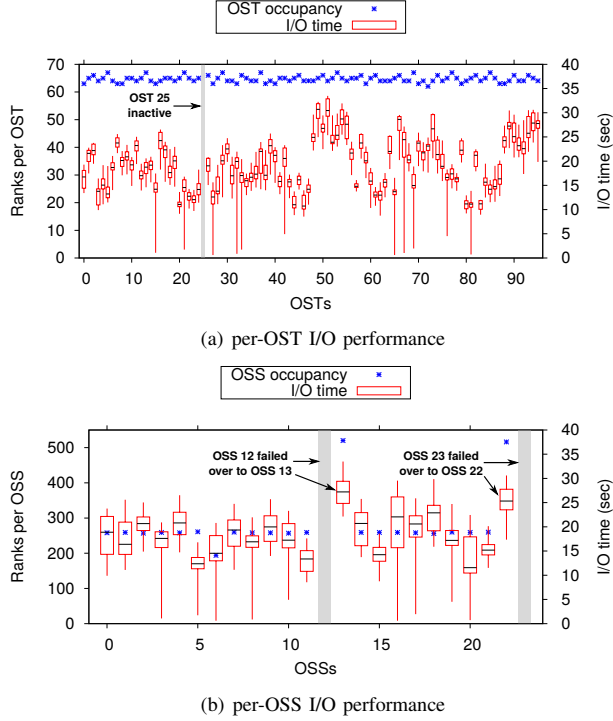 OST occupancy
I/O time
70
60
50
40
30
20
10
0
40
35
30
25
20
15
10
5
0
Ranks per OST
I/O time (sec)
OST 25
inactive
0 10 20 30 40 50 60 70 80 90
OSTs
(a) per-OST I/O performance
OSS occupancy
I/O time
500
400
300
200
100
0
40
35
30
25
20
15
10
5
0
Ranks per OSS
I/O time (sec)
OSS 12 failed
over to OSS 13
OSS 23 failed
over to OSS 22
0 5 10 15 20
OSSs
(b) per-OSS I/O performance